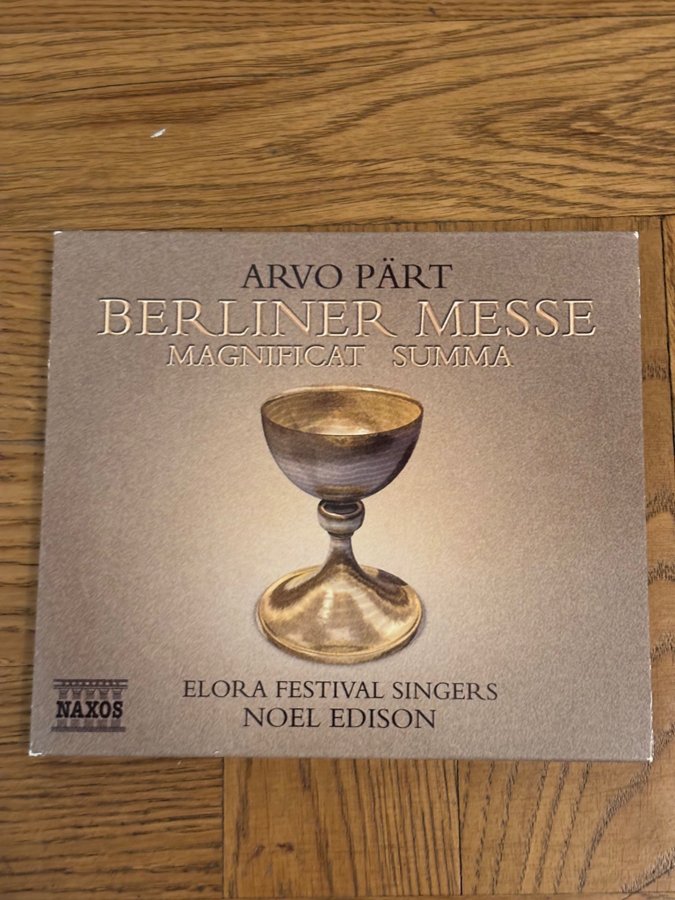 ARVO PÄRT
BERLINER MESSE
MAGNIFICAT SUMMA
ELORA FESTIVAL SINGERS
NOEL EDISON
NAXOS